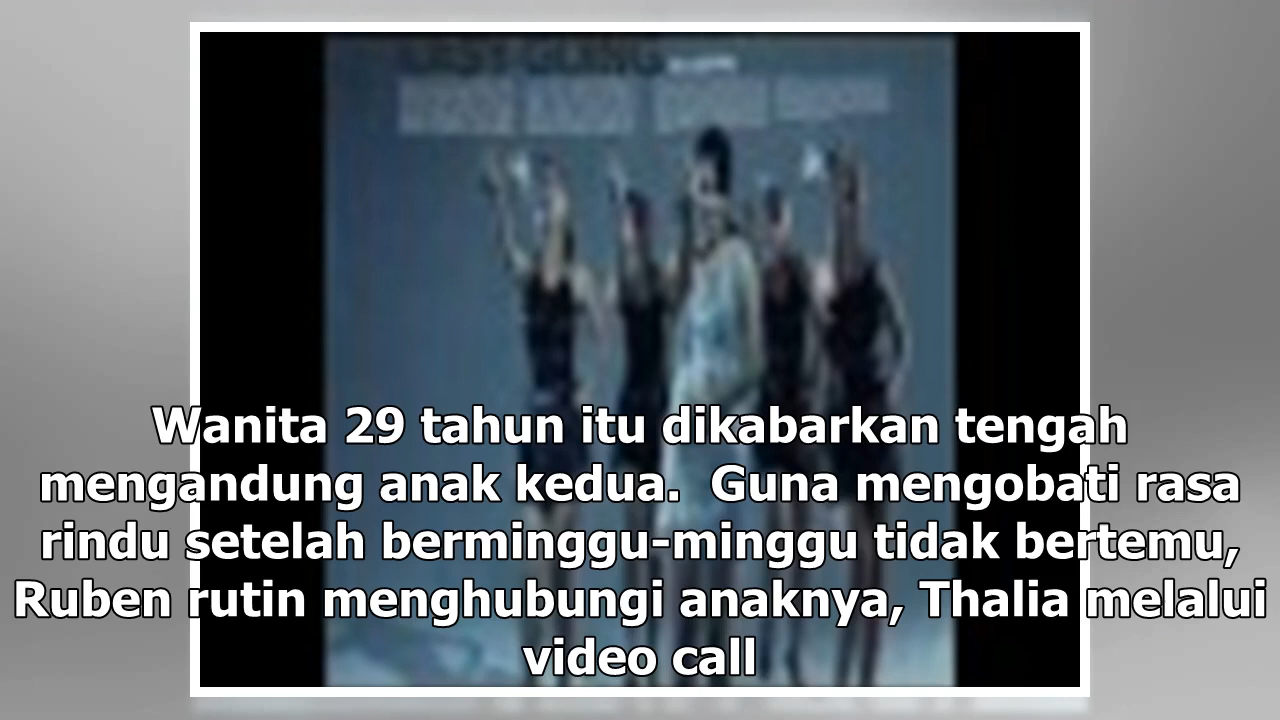 Wanita 29 tahun itu dikabarkan tengah
mengandung anak kedua.  Guna mengobati rasa
rindu setelah berminggu-minggu tidak bertemu,
Ruben rutin menghubungi anaknya, Thalia melalui
video call